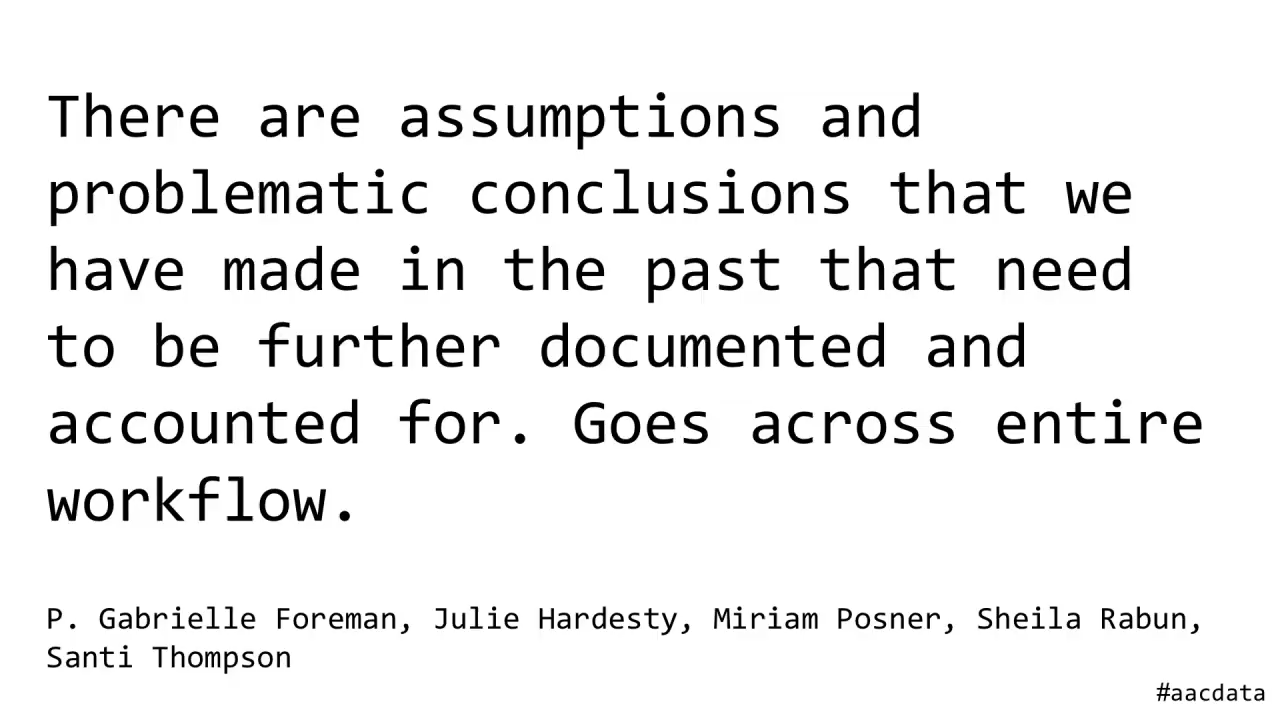 There are assumptions and
problematic conclusions that we
have made in the past that need
to be further documented and
accounted for. Goes across entire
workflow.
P. Gabrielle Foreman, Julie Hardesty, Miriam Posner, Sheila Rabun,
Santi Thompson
#aacdata